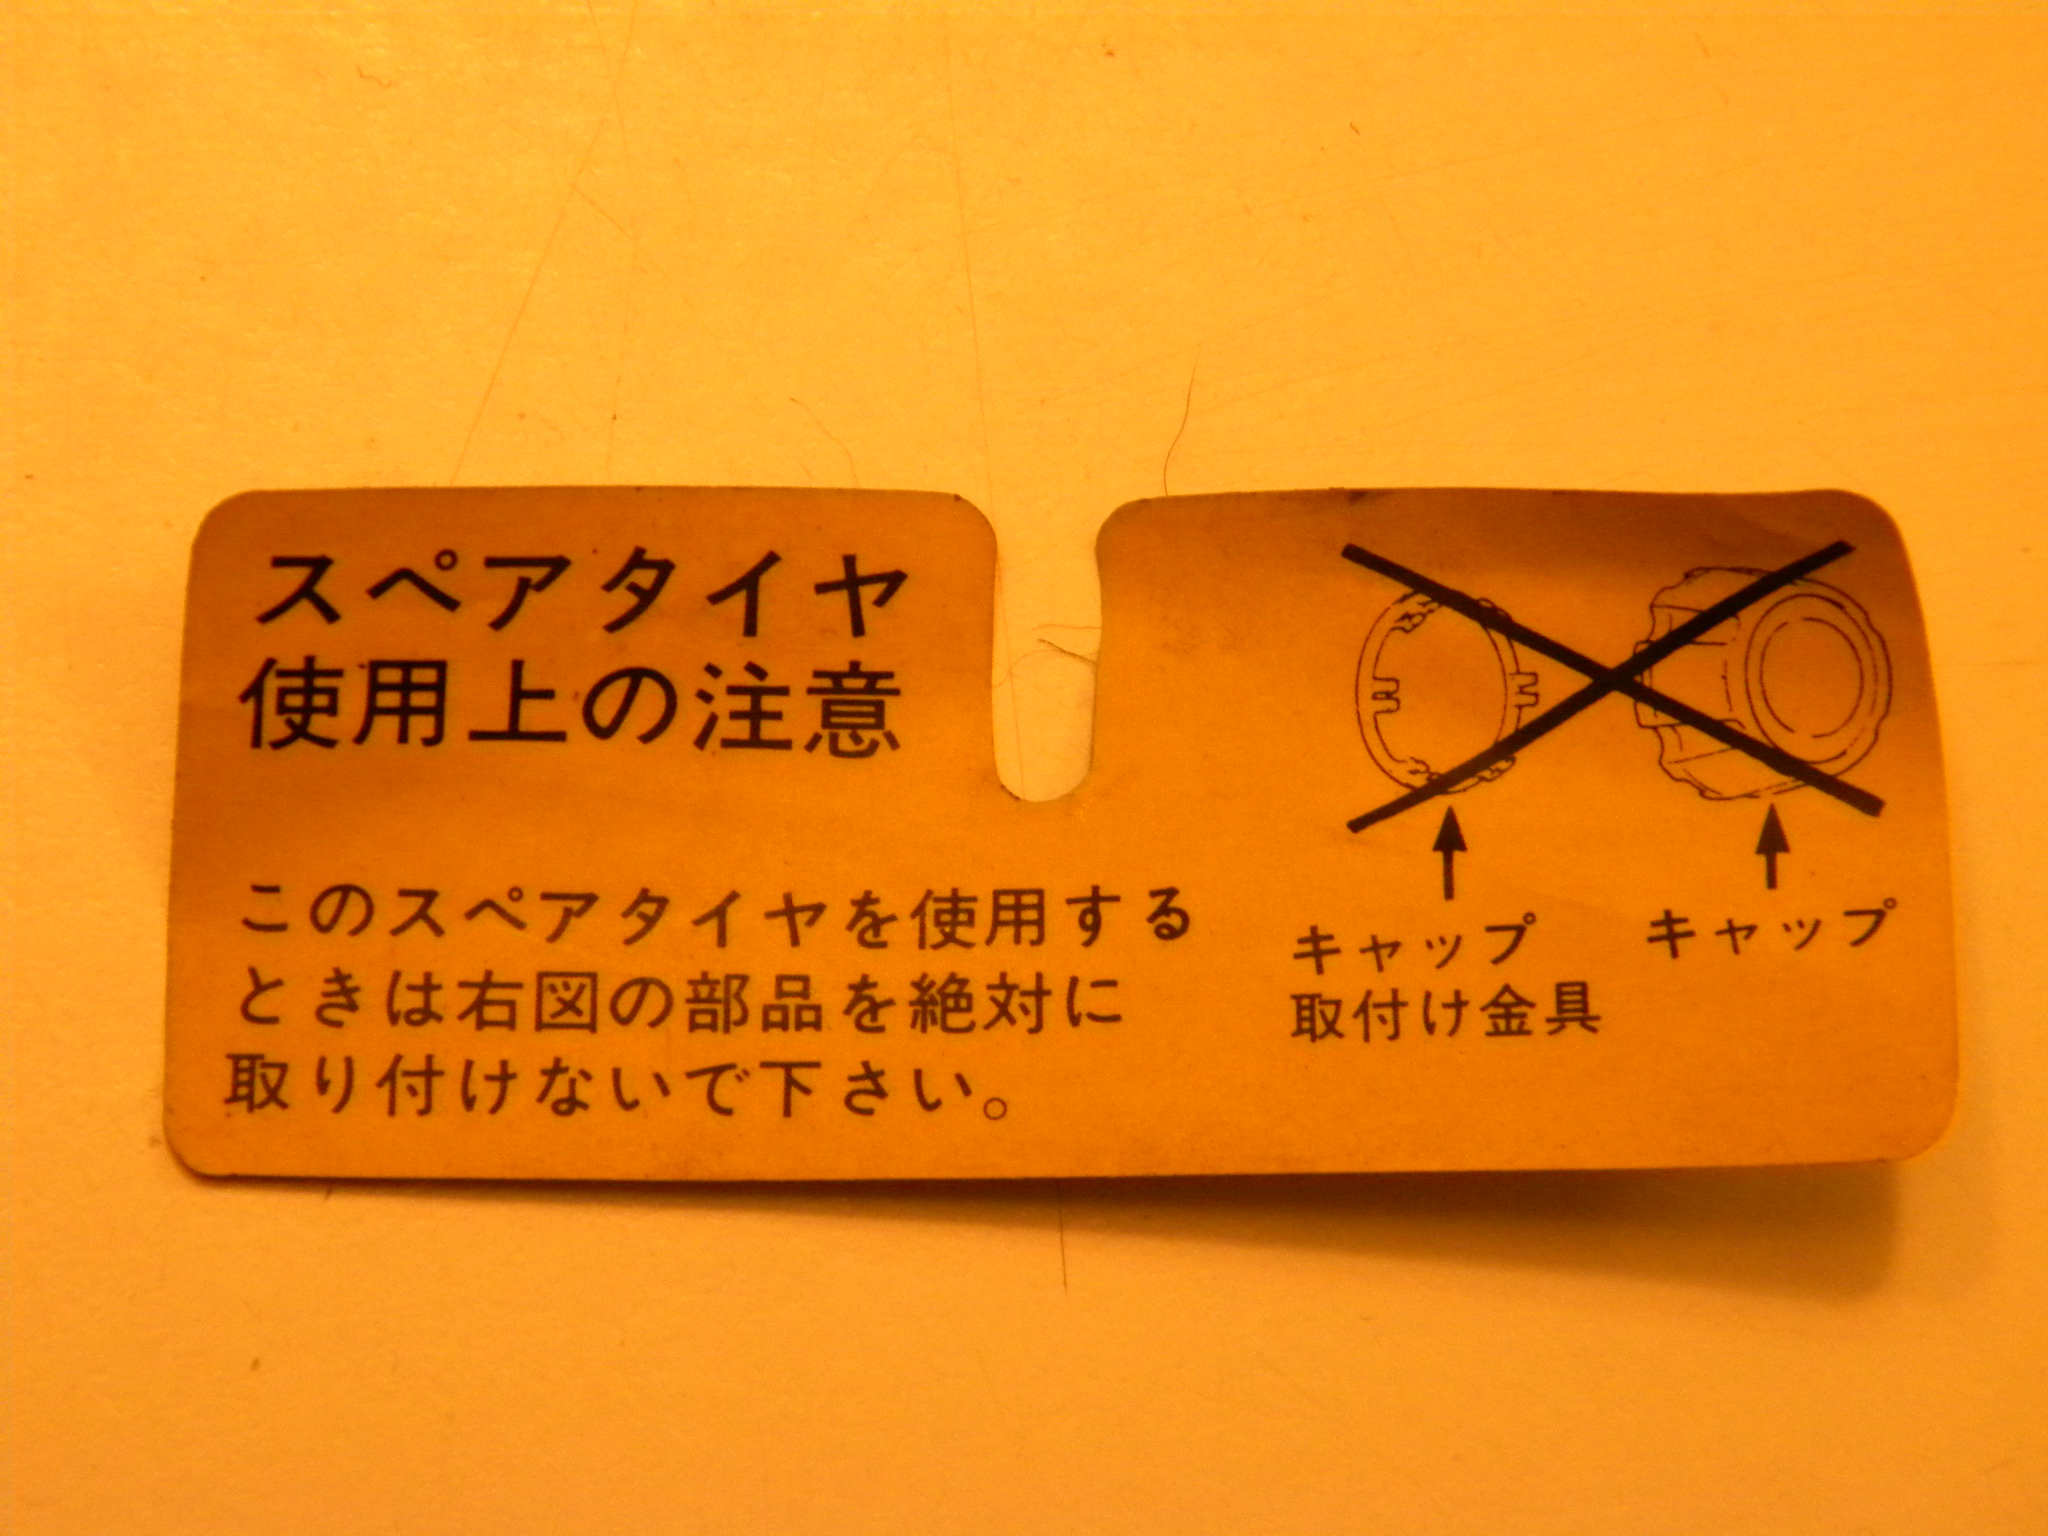 スペアタイヤ
使用上の注意
このスペアタイヤを使用する
ときは右図の部品を絶対に
取り付けないで下さい。
キャップ
取付け金具
キャップ